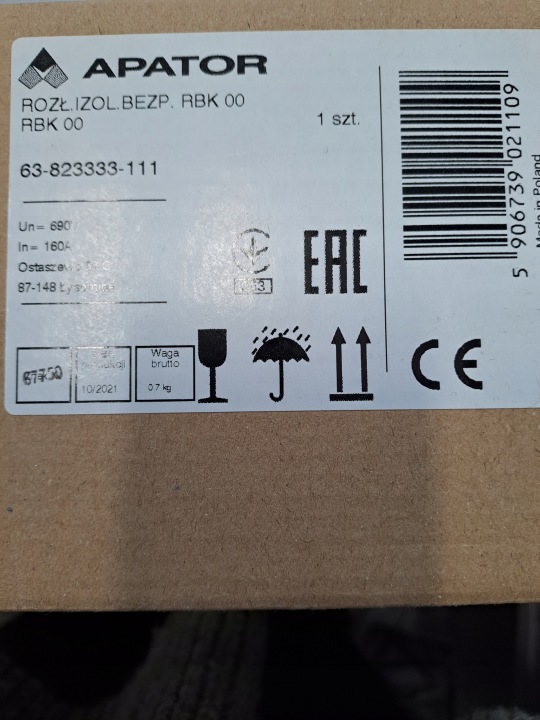 APATOR
ROZŁ.IZOL.BEZP. RBK 00
RBK 00
1 szt.
63-823333-111
Un= 690
In= 160A
87-148
10/2021
Waga
brutto
0.7 kg
EAC
CE
5 906739 021109
Made in Poland